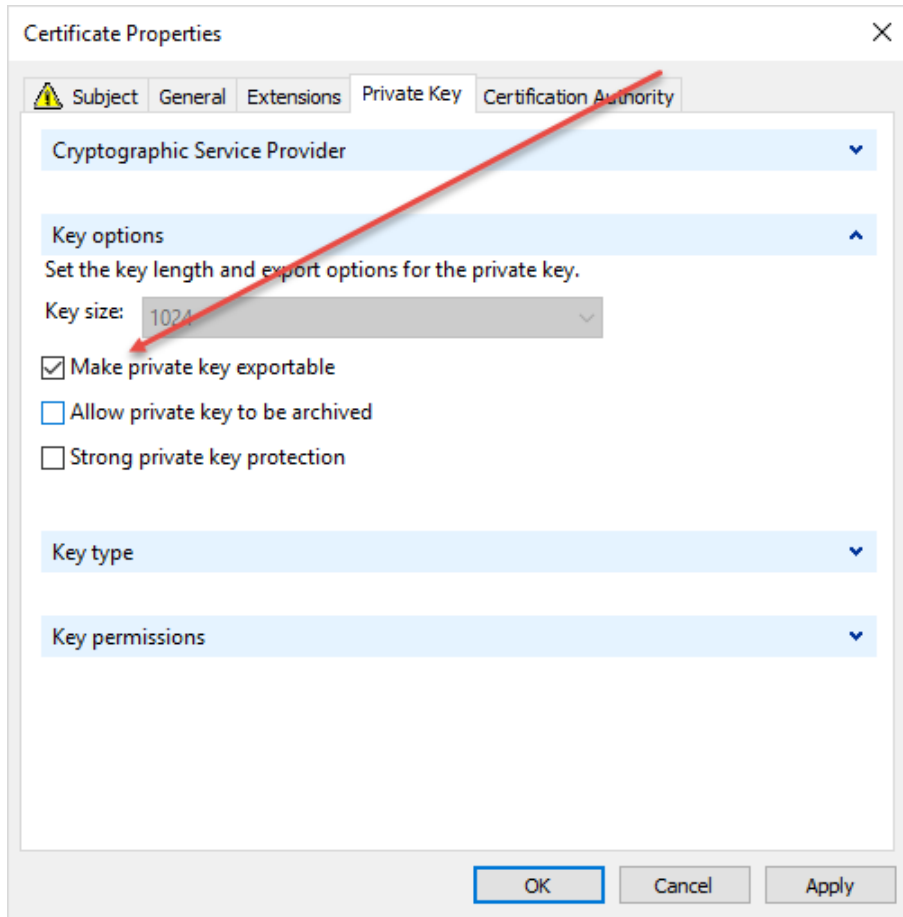 Certificate Properties
Subject General Extensions Private Key Certification Authority
Cryptographic Service Provider
Key options
Set the key length and export options for the private key.
Key size: 1024
Make private key exportable
Allow private key to be archived
Strong private key protection
Key type
Key permissions
OK Cancel Apply